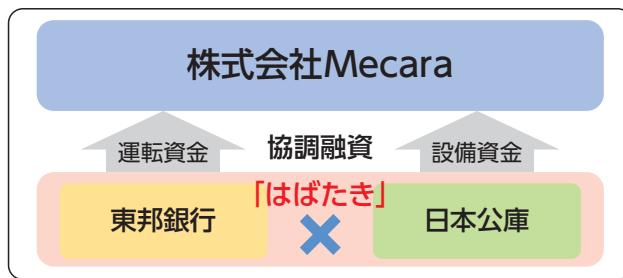 株式会社Mecara
運転資金
協調融資
設備資金
「はばたき」
東邦銀行
日本公庫